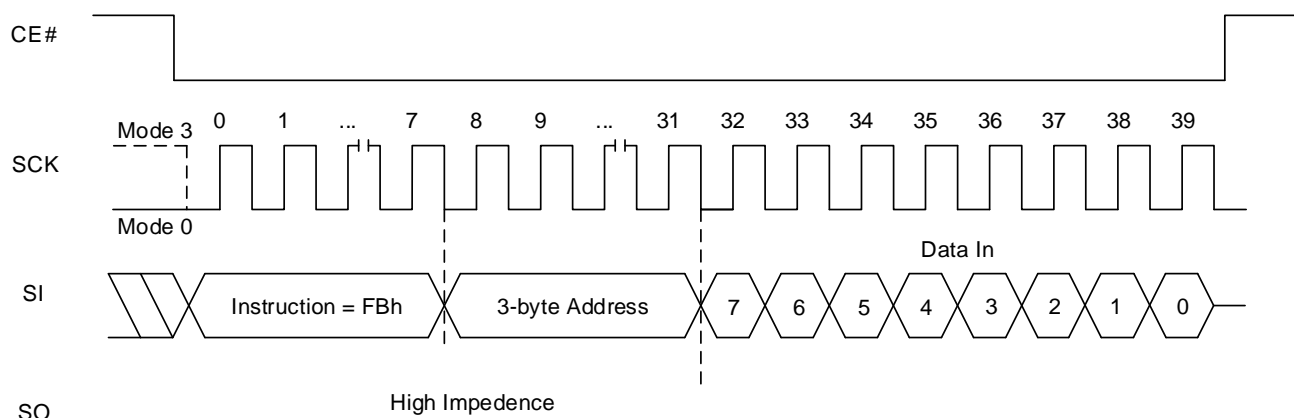 CE#
0 1 ... 7 8 9 ... 31 32 33 34 35 36 37 38 39
Mode 3
SCK
Mode 0
Data In
SI
Instruction = FBh 3-byte Address 7 6 5 4 3 2 1 0
High Impedence
SO